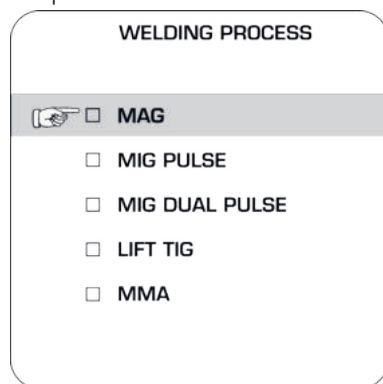 WELDING PROCESS
MAG
MIG PULSE
MIG DUAL PULSE
LIFT TIG
MMA